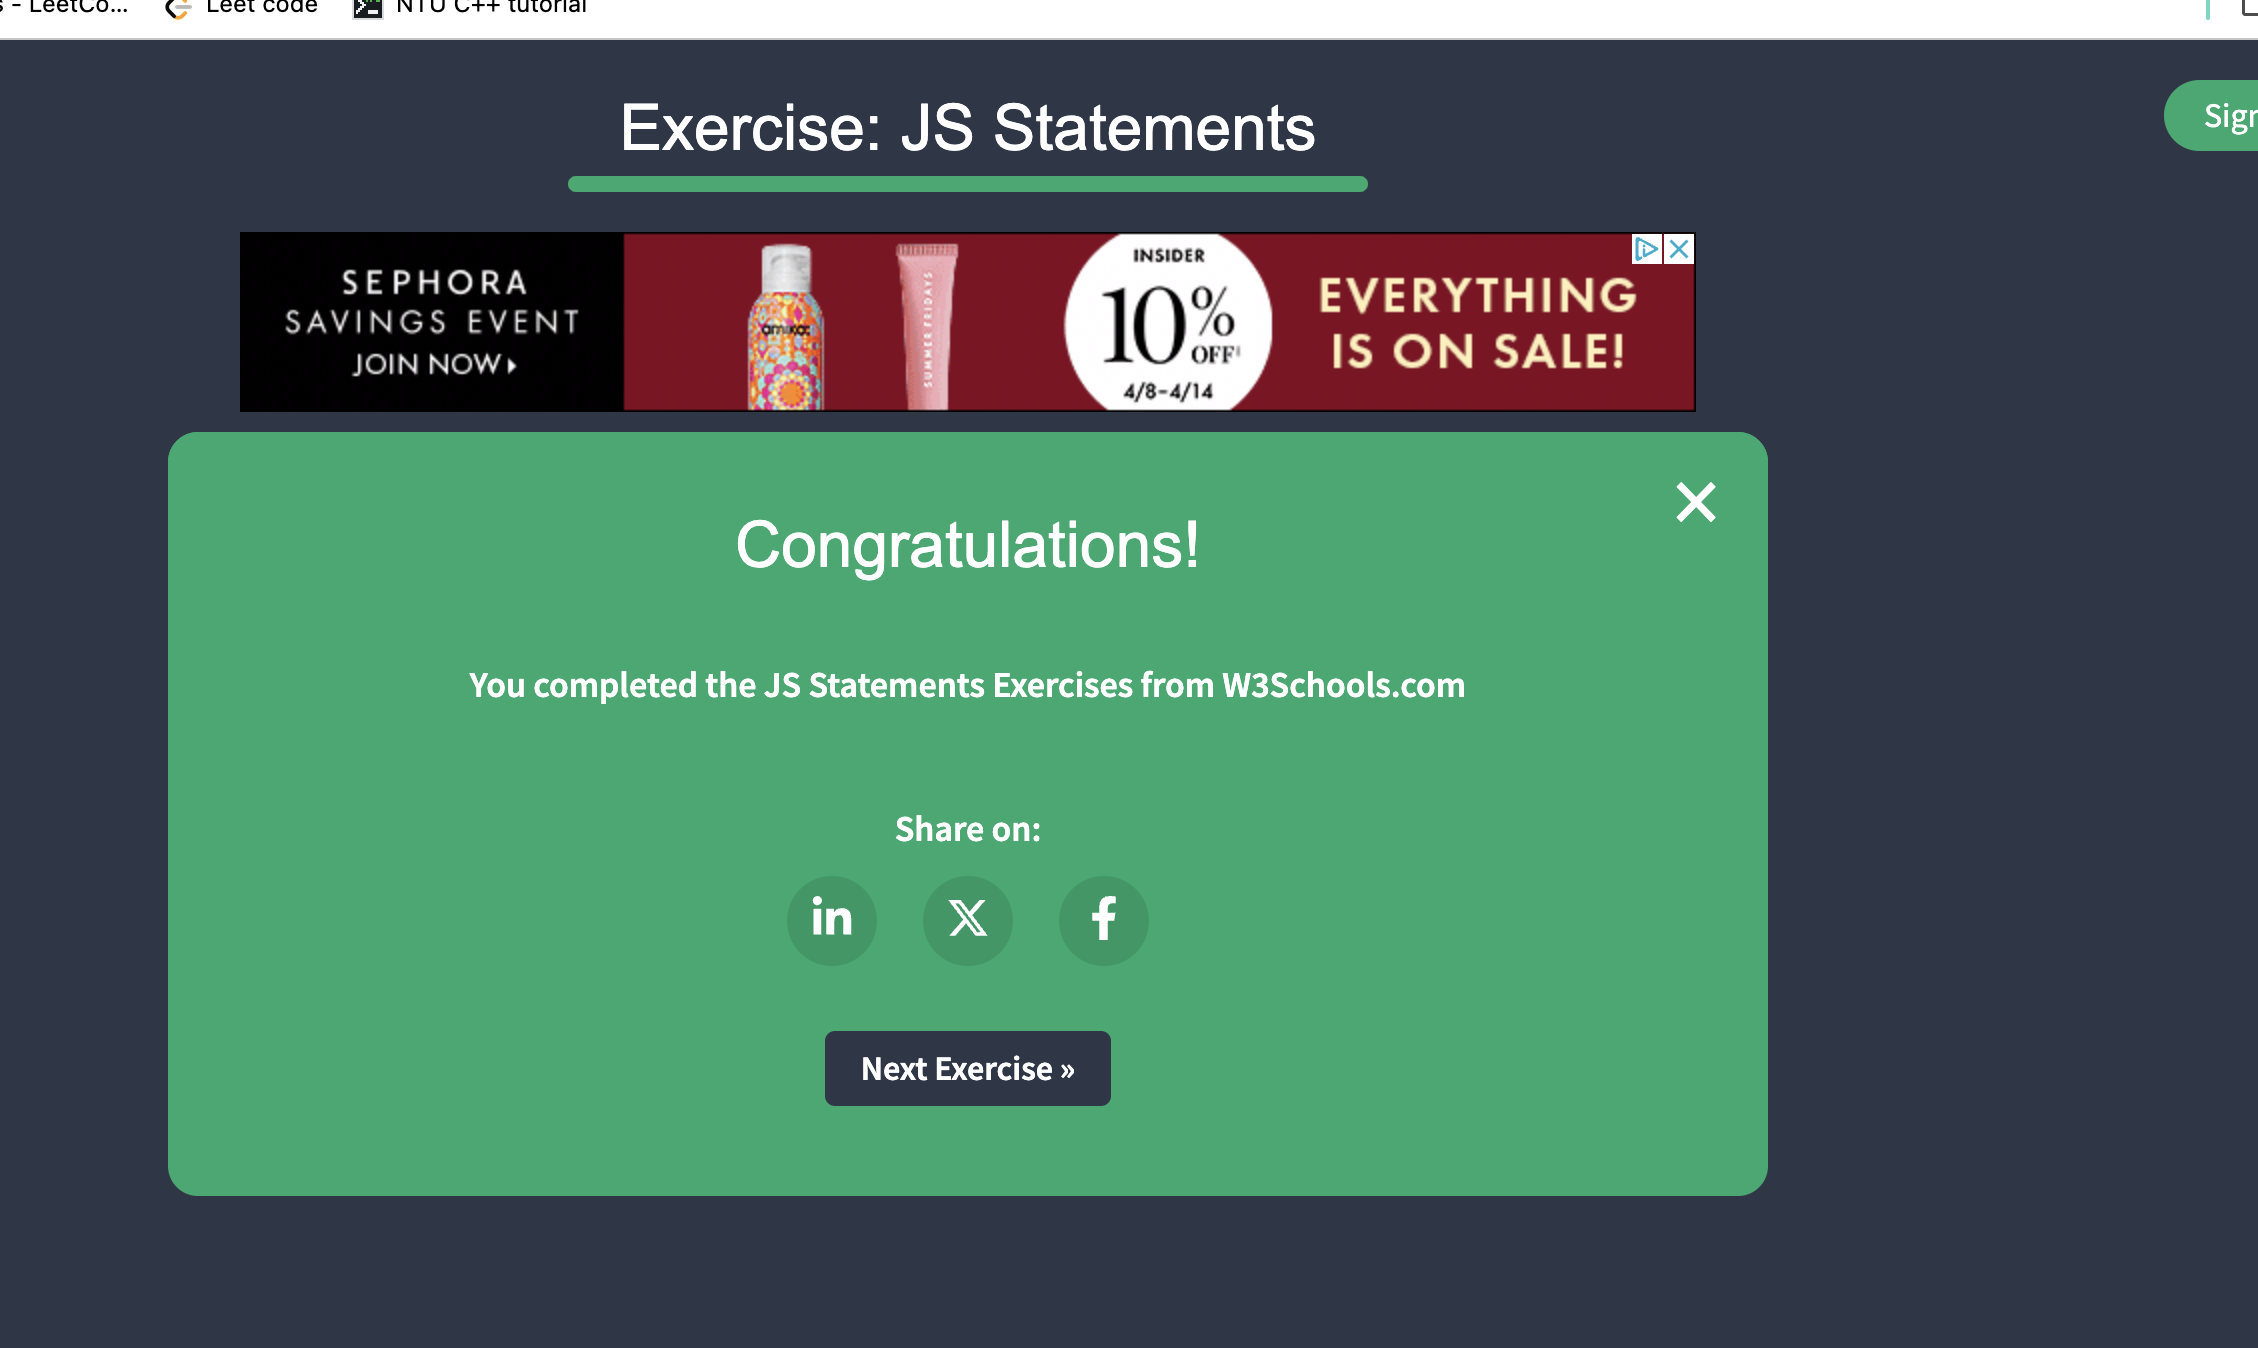 - LeetCo...
Leet code
NTU C++ tutorial
Exercise: JS Statements
Sign
SEPHORA
SAVINGS EVENT
JOIN NOW
amika:
SUMMER FRIDAYS
INSIDER
10% OFF
4/8-4/14
EVERYTHING
IS ON SALE!
Congratulations!
You completed the JS Statements Exercises from W3Schools.com
Share on:
in
X
f
Next Exercise »